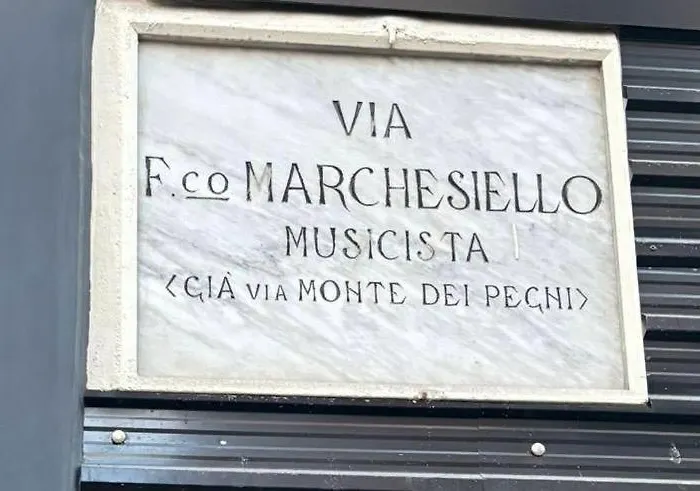 VIA
F.co MARCHESIELLO
MUSICISTA
<GIÀ VIA MONTE DEI PEGNI>